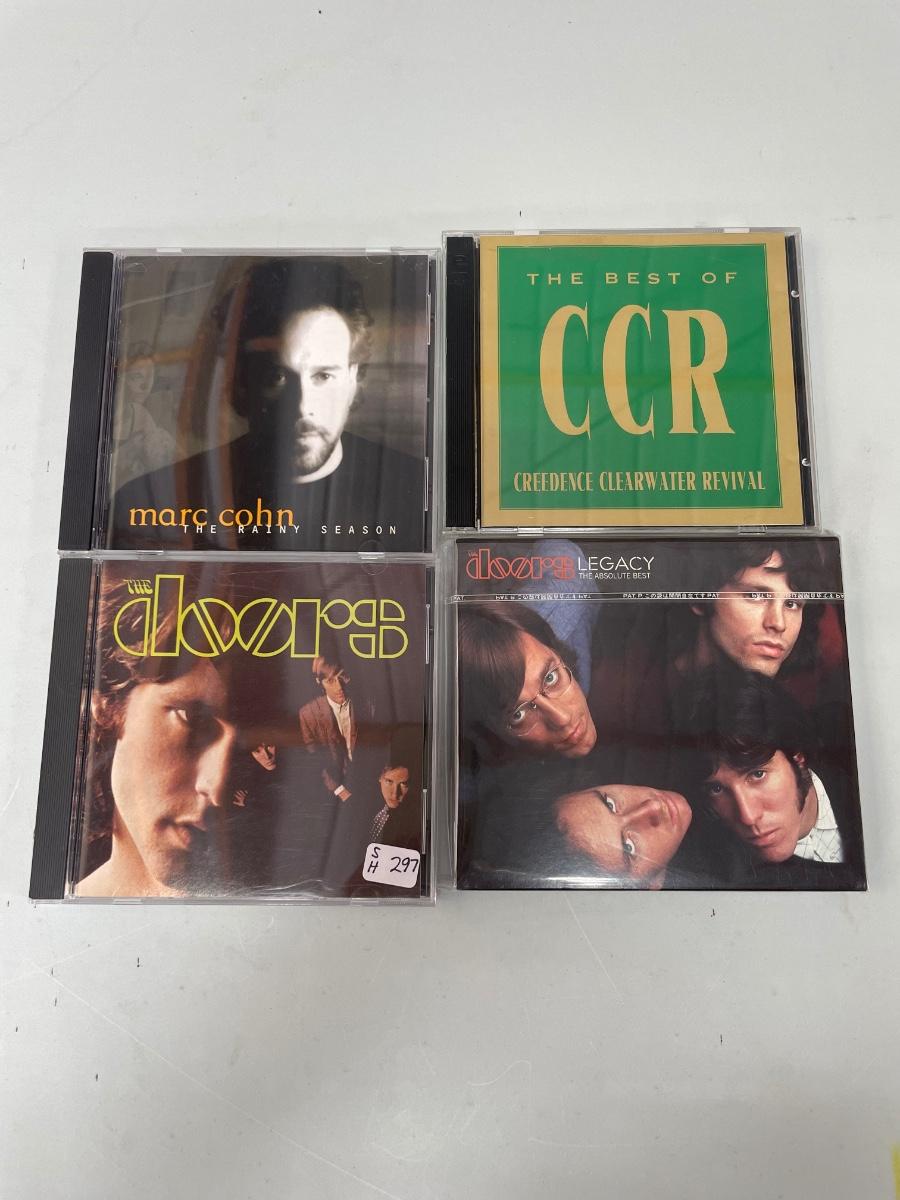 marc cohn
THE RAINY SEASON
THE BEST OF
CCR
CREEDENCE CLEARWATER REVIVAL
THE
doors
S
H 297
THE
doors LEGACY
THE ABSOLUTE BEST